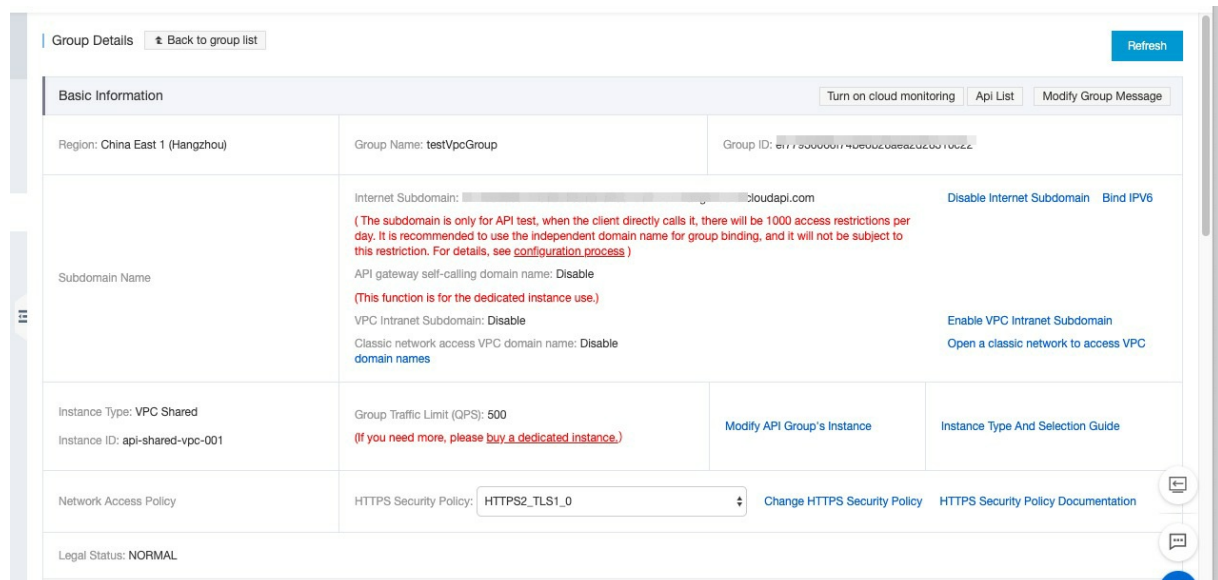 Group Details
Back to group list
Refresh
Basic Information
Turn on cloud monitoring
Api List
Modify Group Message
Region: China East 1 (Hangzhou)
Group Name: testVpcGroup
Group ID:
Internet Subdomain: cloudapi.com
Disable Internet Subdomain
Bind IPV6
( The subdomain is only for API test, when the client directly calls it, there will be 1000 access restrictions per
day. It is recommended to use the independent domain name for group binding, and it will not be subject to
this restriction. For details, see configuration process )
Subdomain Name
API gateway self-calling domain name: Disable
(This function is for the dedicated instance use.)
VPC Intranet Subdomain: Disable
Enable VPC Intranet Subdomain
Classic network access VPC domain name: Disable
Open a classic network to access VPC
domain names
Instance Type: VPC Shared
Instance ID: api-shared-vpc-001
Group Traffic Limit (QPS): 500
(If you need more, please buy a dedicated instance.)
Modify API Group's Instance
Instance Type And Selection Guide
Network Access Policy
HTTPS Security Policy: HTTPS2_TLS1_0
Change HTTPS Security Policy
HTTPS Security Policy Documentation
Legal Status: NORMAL